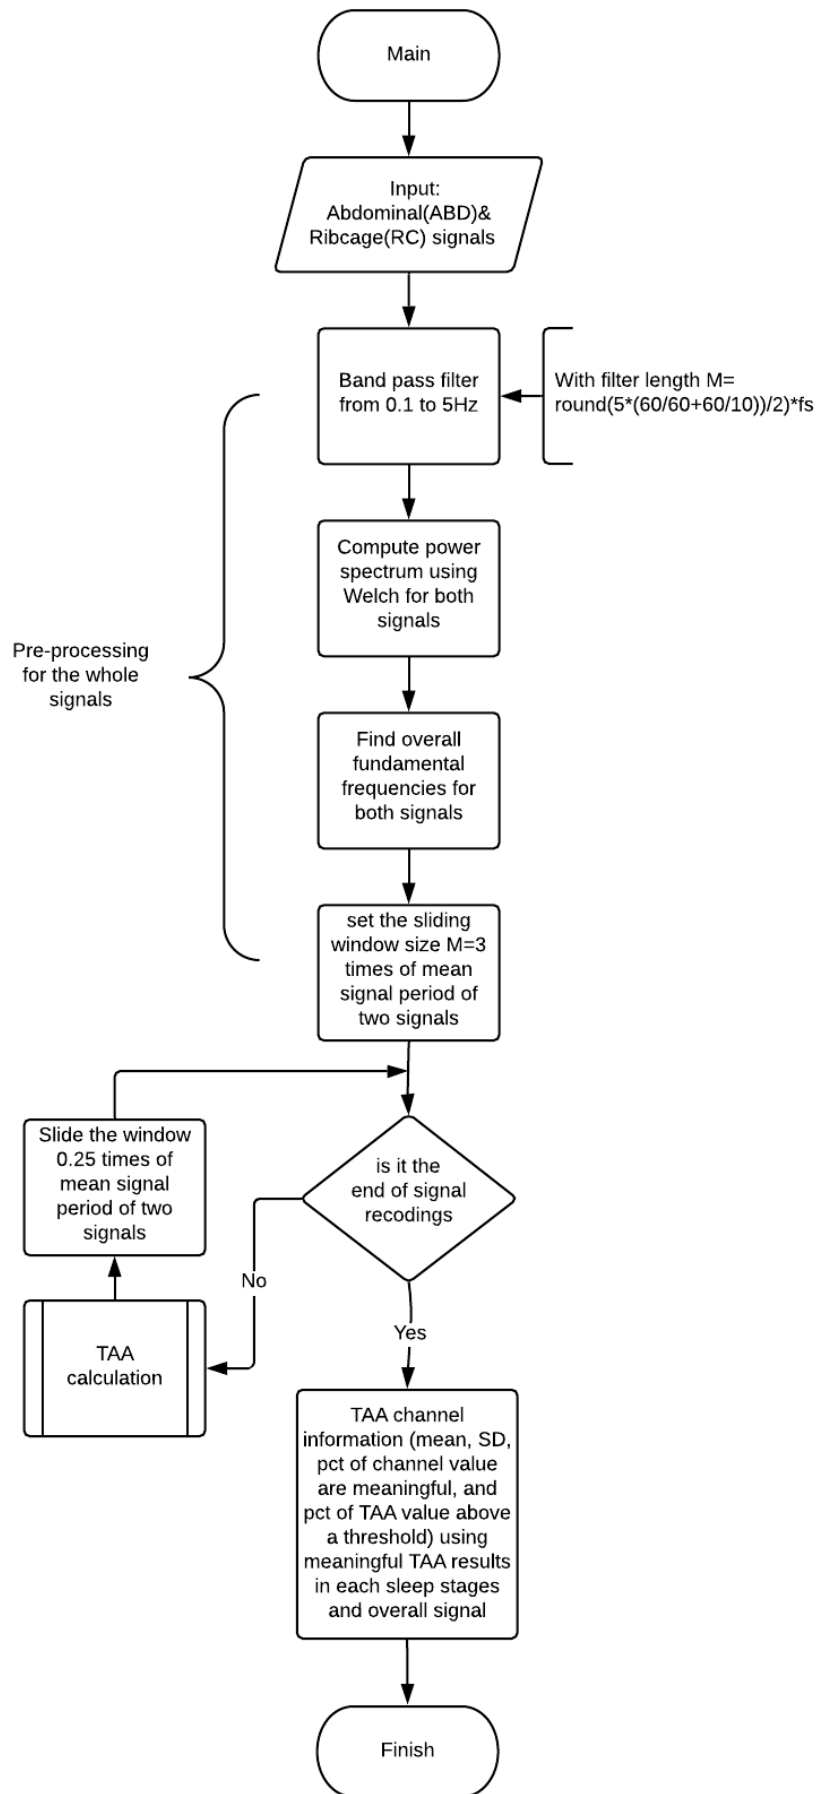 Main
Input:
Abdominal(ABD)&
Ribcage(RC) signals
Band pass filter
from 0.1 to 5Hz
With filter length M=
round(5*(60/60+60/10))/2)*fs
Compute power
spectrum using
Welch for both
signals
Pre-processing
for the whole
signals
Find overall
fundamental
frequencies for
both signals
set the sliding
window size M=3
times of mean
signal period of
two signals
Slide the window
0.25 times of
mean signal
period of two
signals
is it the
end of signal
recodings
No
TAA
calculation
Yes
TAA channel
information (mean, SD,
pct of channel value
are meaningful, and
pct of TAA value above
a threshold) using
meaningful TAA results
in each sleep stages
and overall signal
Finish